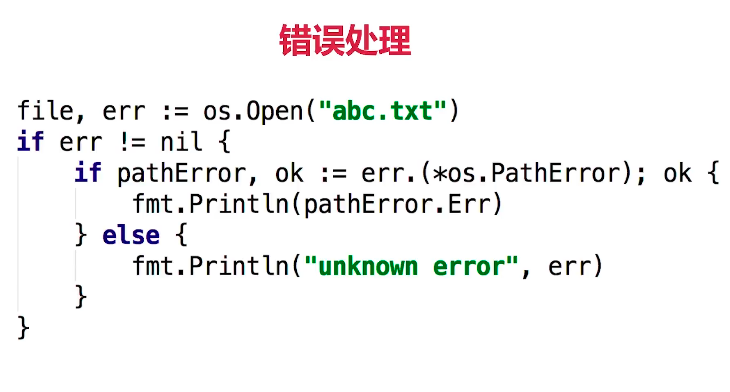 错误处理
file, err := os.Open("abc.txt")
if err != nil {
    if pathError, ok := err.(*os.PathError); ok {
        fmt.Println(pathError.Err)
    } else {
        fmt.Println("unknown error", err)
    }
}